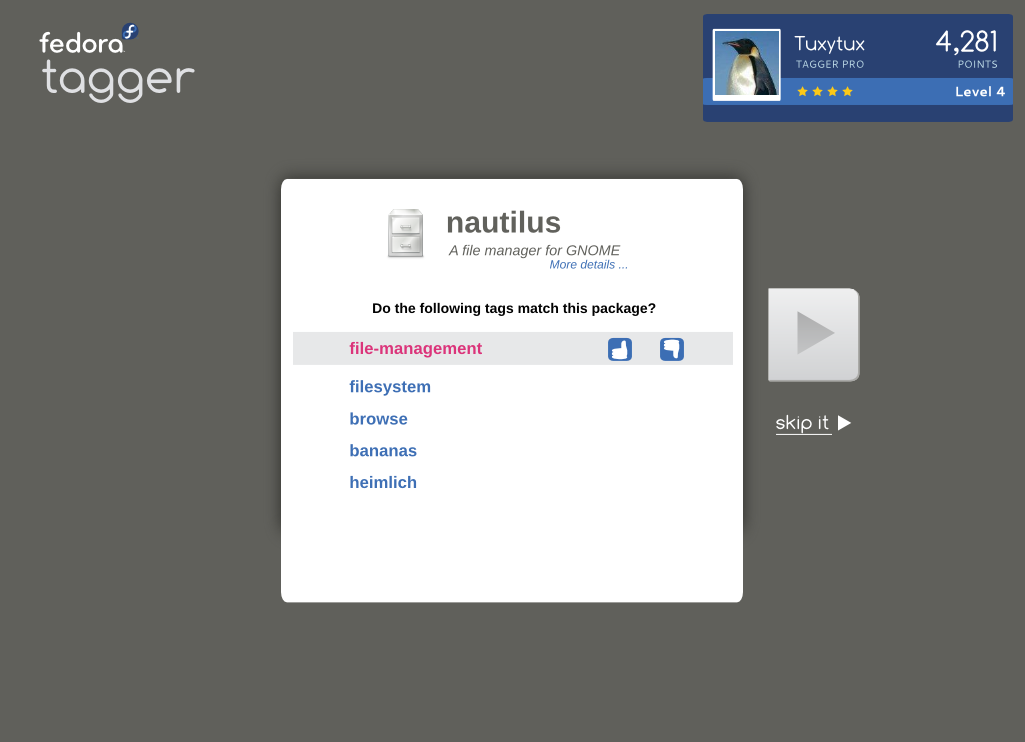 fedora
tagger
Tuxytux
4,281
TAGGER PRO
POINTS
Level 4
nautilus
A file manager for GNOME
More details ...
Do the following tags match this package?
file-management
filesystem
browse
bananas
heimlich
skip it